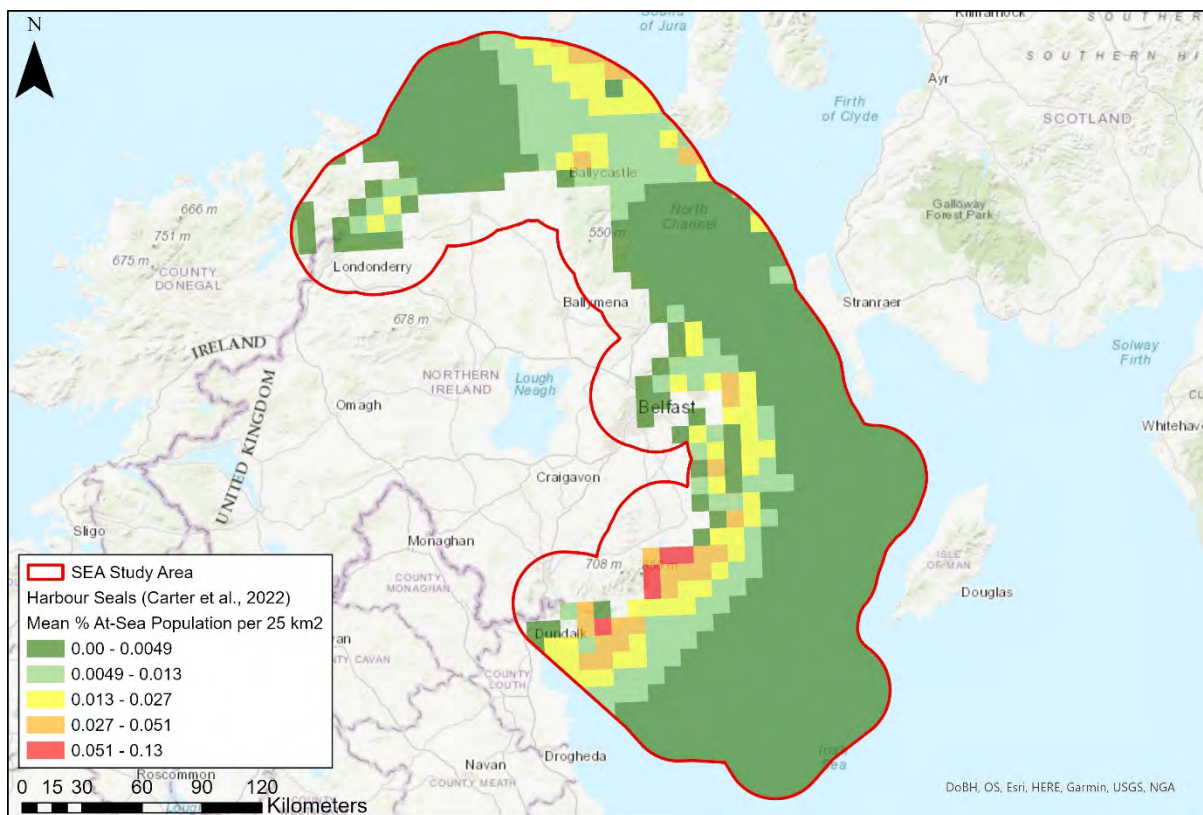 N
Sound
of Jura
Kilmarnock
SOUTHERN
SOUTHERN HI
Ayr
Firth
of Clyde
SCOTLAND
Ballycastle
666 m
751 m
675 m
COUNTY
DONEGAL
Londonderry
550 m
North
Channel
Galloway
Forest Park
Ballymena
Stranraer
678 m
IRELAND
UNITED KINGDOM
NORTHERN
IRELAND
Lough
Neagh
Solway
Firth
Omagh
Belfast
Whitehaven
Craigavon
Sligo
Monaghan
COUNTY
MONAGHAN
708 m
ISLE
OF MAN
Douglas
Dundalk
COUNTY CAVAN
COUNTY
LOUTH
Drogheda
Navan
COUNTY MEATH
Irish
Sea
Roscommon
SEA Study Area
Harbour Seals (Carter et al., 2022)
Mean % At-Sea Population per 25 km2
0.00 - 0.0049
0.0049 - 0.013
0.013 - 0.027
0.027 - 0.051
0.051 - 0.13
0 15 30 60 90 120
Kilometers
DoBH, OS, Esri, HERE, Garmin, USGS, NGA